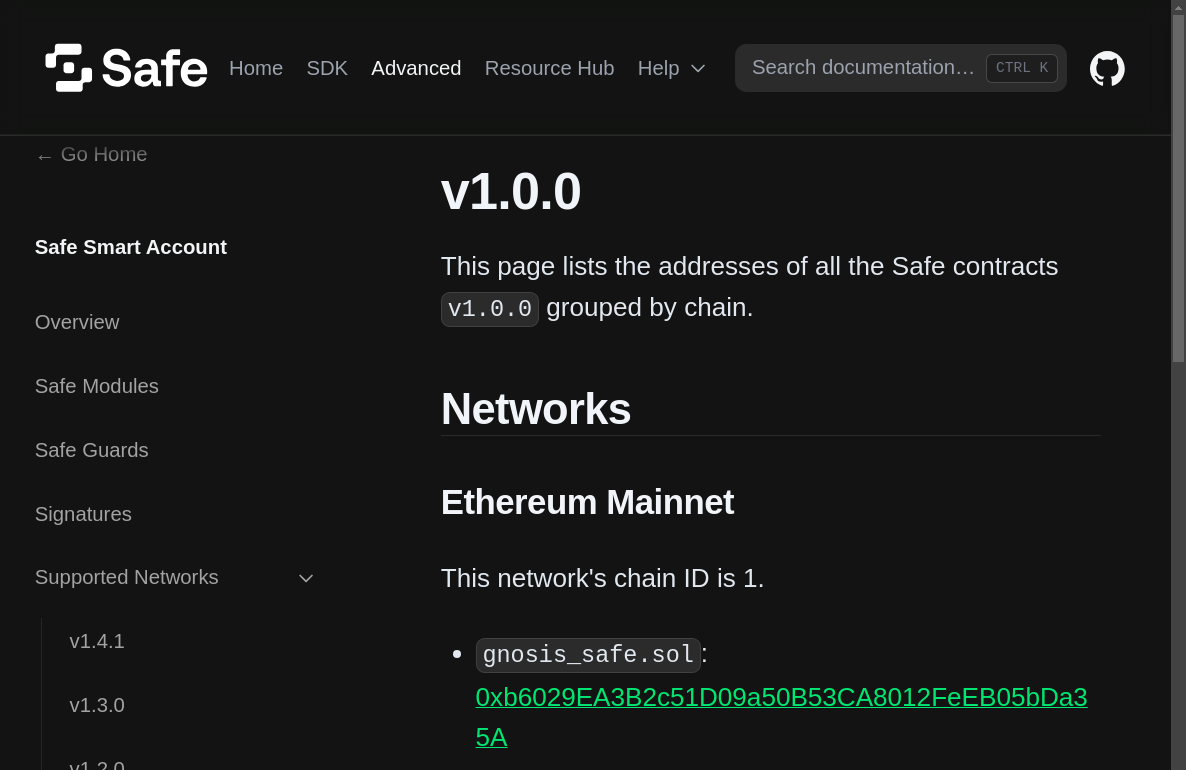 Safe
Home
SDK
Advanced
Resource Hub
Help
Search documentation…
CTRL K
← Go Home
Safe Smart Account
Overview
Safe Modules
Safe Guards
Signatures
Supported Networks
v1.4.1
v1.3.0
v1.2.0
v1.0.0
This page lists the addresses of all the Safe contracts
v1.0.0 grouped by chain.
Networks
Ethereum Mainnet
This network's chain ID is 1.
gnosis_safe.sol:
0xb6029EA3B2c51D09a50B53CA8012FeEB05bDa3
5A